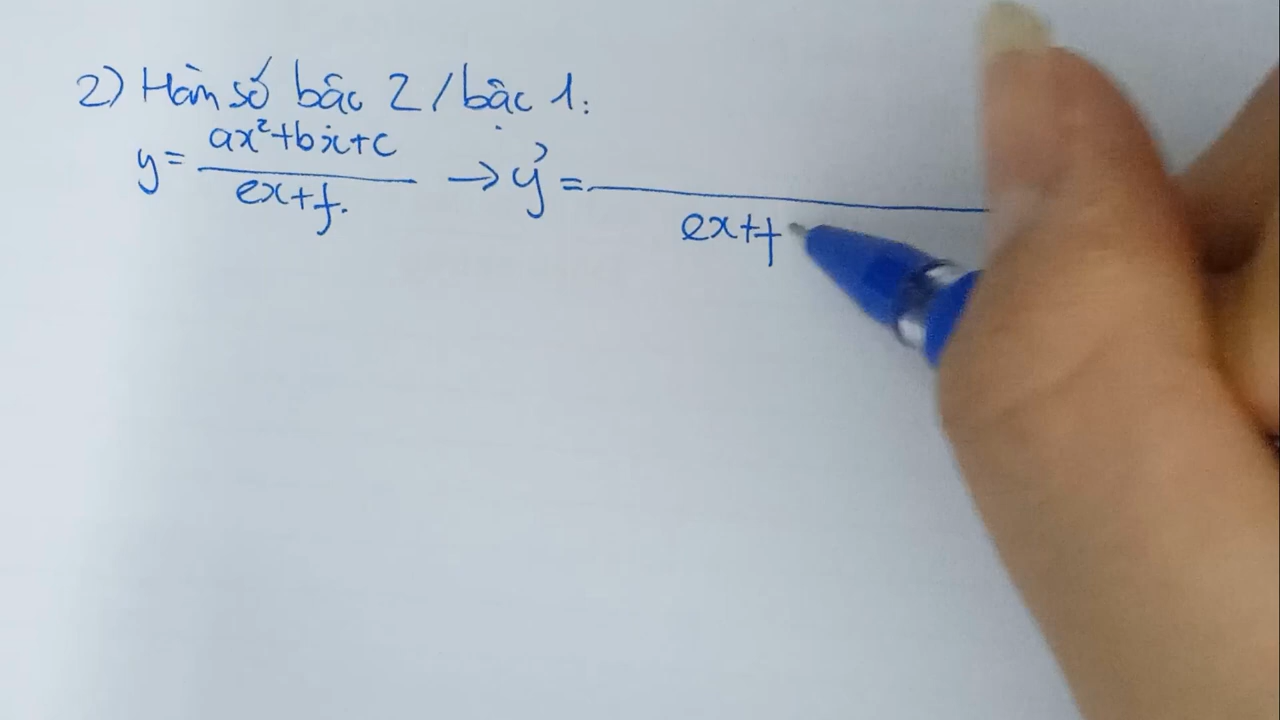 2) Hàm số bậc 2/bậc 1:
y = ax²+bx+c / ex+f. → y' = / ex+f